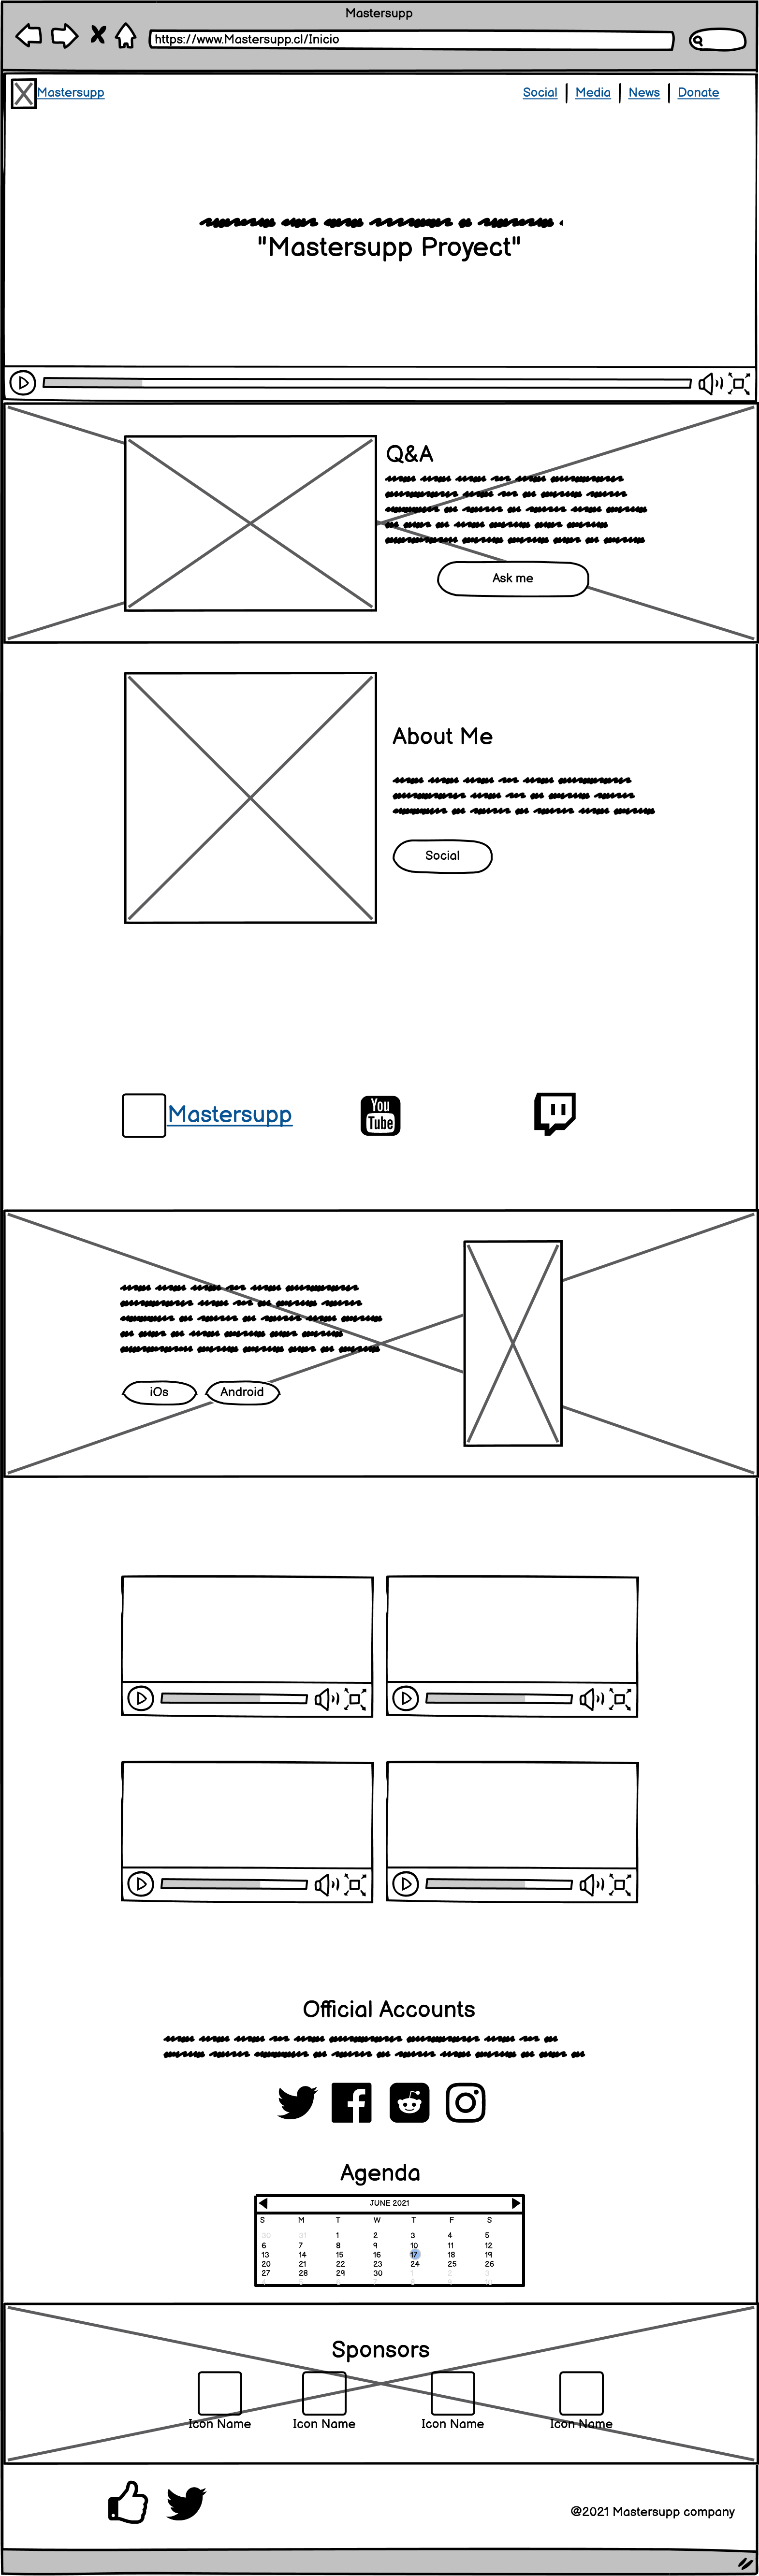 Mastersupp
https://www.Mastersupp.cl/Inicio
Mastersupp Social Media News Donate
"Mastersupp Proyect"
Q&A
Ask me
About Me
Social
Mastersupp You Tube
iOs Android
Official Accounts
Agenda
JUNE 2021
S M T W T F S
30 31 1 2 3 4 5
6 7 8 9 10 11 12
13 14 15 16 17 18 19
20 21 22 23 24 25 26
27 28 29 30 1 2 3
4 5 6 7 8 9 10
Sponsors
Icon Name Icon Name Icon Name Icon Name
@2021 Mastersupp company